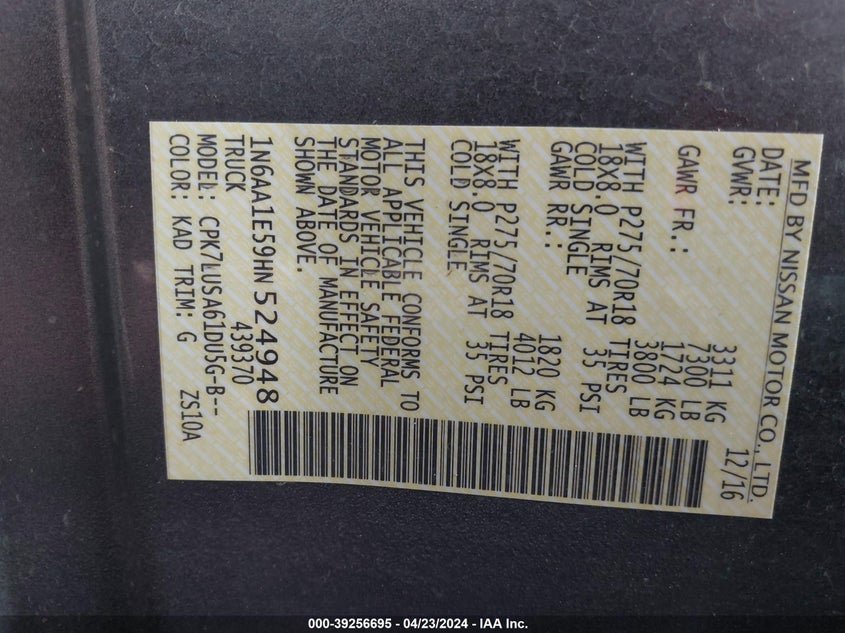 MFD BY NISSAN MOTOR CO., LTD.
DATE: 12/16
GVWR: 3311 KG
7300 LB
GAWR FR.: 1724 KG
3800 LB
WITH P275/70R18 TIRES
18X8.0 RIMS AT 35 PSI
COLD SINGLE
GAWR RR.: 1820 KG
4012 LB
WITH P275/70R18 TIRES
18X8.0 RIMS AT 35 PSI
COLD SINGLE
THIS VEHICLE CONFORMS TO
ALL APPLICABLE FEDERAL
MOTOR VEHICLE SAFETY
STANDARDS IN EFFECT ON
THE DATE OF MANUFACTURE
SHOWN ABOVE.
1N6AA1E59HN524948
TRUCK 439370
MODEL: CPK7LUSA61DU5G-B--
COLOR: KAD TRIM: G ZS10A
000-39256695 - 04/23/2024 - IAA Inc.